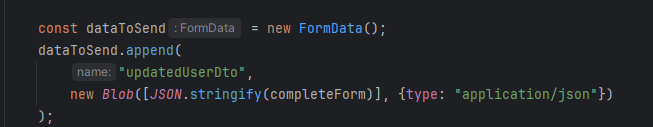 const dataToSend : FormData = new FormData();
dataToSend.append(
name: "updatedUserDto",
new Blob([JSON.stringify(completeForm)], {type: "application/json"})
);